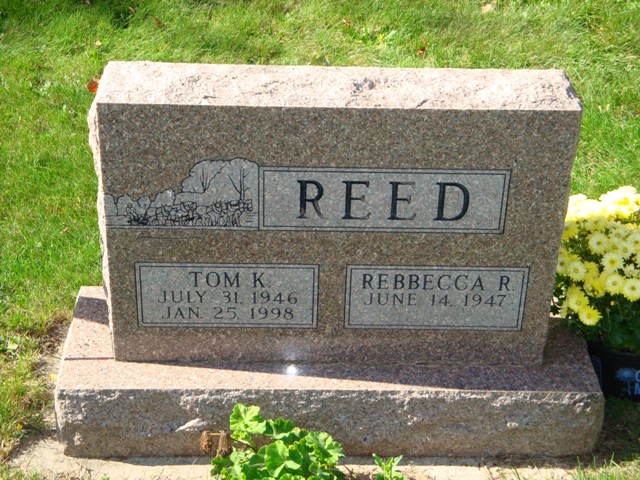 REED
TOM K.
JULY 31, 1946
JAN. 25, 1998
REBBECCA R.
JUNE 14, 1947